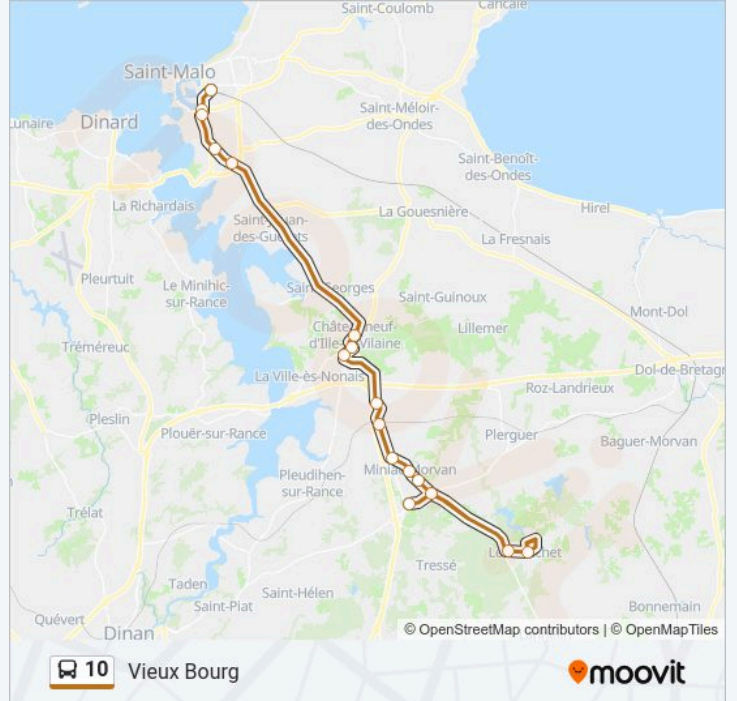 Saint-Coulomb
Cancale
Saint-Malo
Saint-Méloir-
des-Ondes
Lunaire
Dinard
Saint-Benoît-
des-Ondes
La Richardais
La Gouesnière
Hirel
Saint-Jouan-
des-Guérets
La Fresnais
Pleurtuit
Le Minihic-
sur-Rance
Saint-Georges
Saint-Guinoux
Mont-Dol
Châteauneuf-
d'Ille-et-Vilaine
Lillemer
Tréméreuc
Dol-de-Bretagn
La Ville-ès-Nonais
Roz-Landrieux
Pleslin
Plouër-sur-Rance
Plerguer
Baguer-Morvan
Pleudihen-
sur-Rance
Miniac-Morvan
Trélat
Tressé
Taden
Saint-Hélen
Saint-Piat
Bonnemain
Quévert
Dinan
© OpenStreetMap contributors | © OpenMapTiles
10 Vieux Bourg
moovit